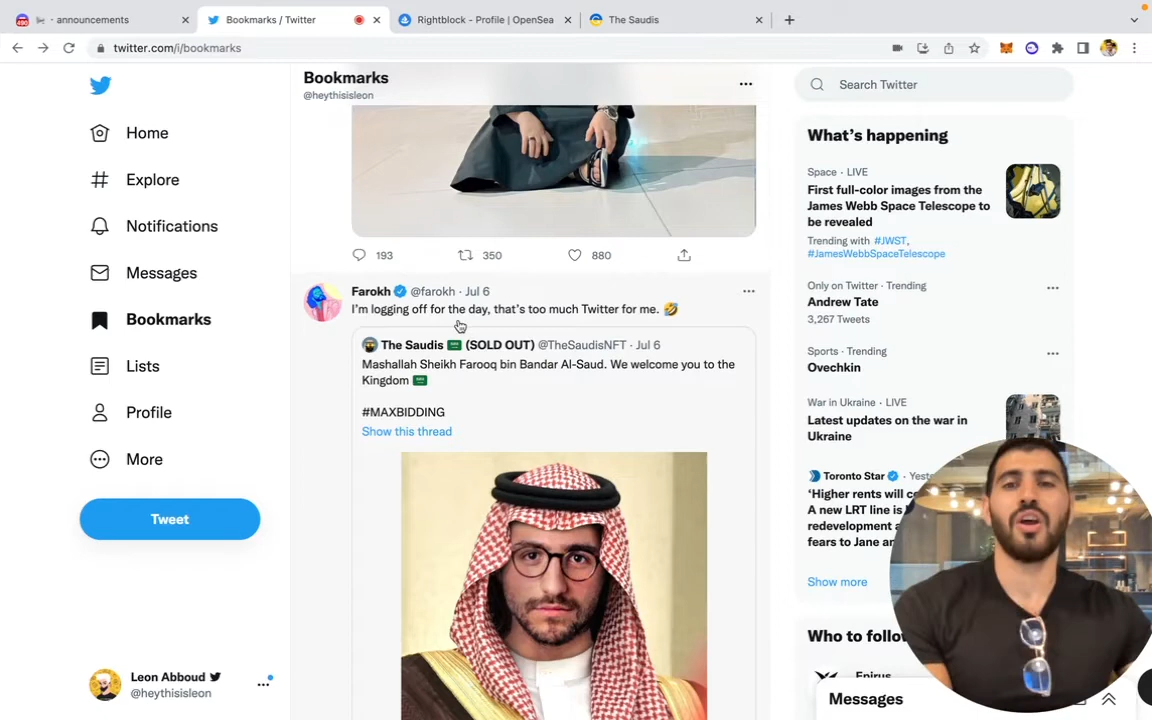 490
announcements
Bookmarks / Twitter
Rightblock - Profile | OpenSea
The Saudis
twitter.com/i/bookmarks
Home
Explore
Notifications
Messages
Bookmarks
Lists
Profile
More
Tweet
Leon Abboud
@heythisisleon
Bookmarks
@heythisisleon
193
350
880
Farokh @farokh · Jul 6
I'm logging off for the day, that's too much Twitter for me. 🤣
The Saudis 🇸🇦 (SOLD OUT) @TheSaudisNFT · Jul 6
Mashallah Sheikh Farooq bin Bandar Al-Saud. We welcome you to the
Kingdom 🇸🇦
#MAXBIDDING
Show this thread
Search Twitter
What's happening
Space · LIVE
First full-color images from the
James Webb Space Telescope to
be revealed
Trending with #JWST,
#JamesWebbSpaceTelescope
Only on Twitter · Trending
Andrew Tate
3,267 Tweets
Sports · Trending
Ovechkin
War in Ukraine · LIVE
Latest updates on the war in
Ukraine
Toronto Star · Yeste
'Higher rents will c
A new LRT line is
redevelopment a
fears to Jane an
Show more
Who to follo
Messages